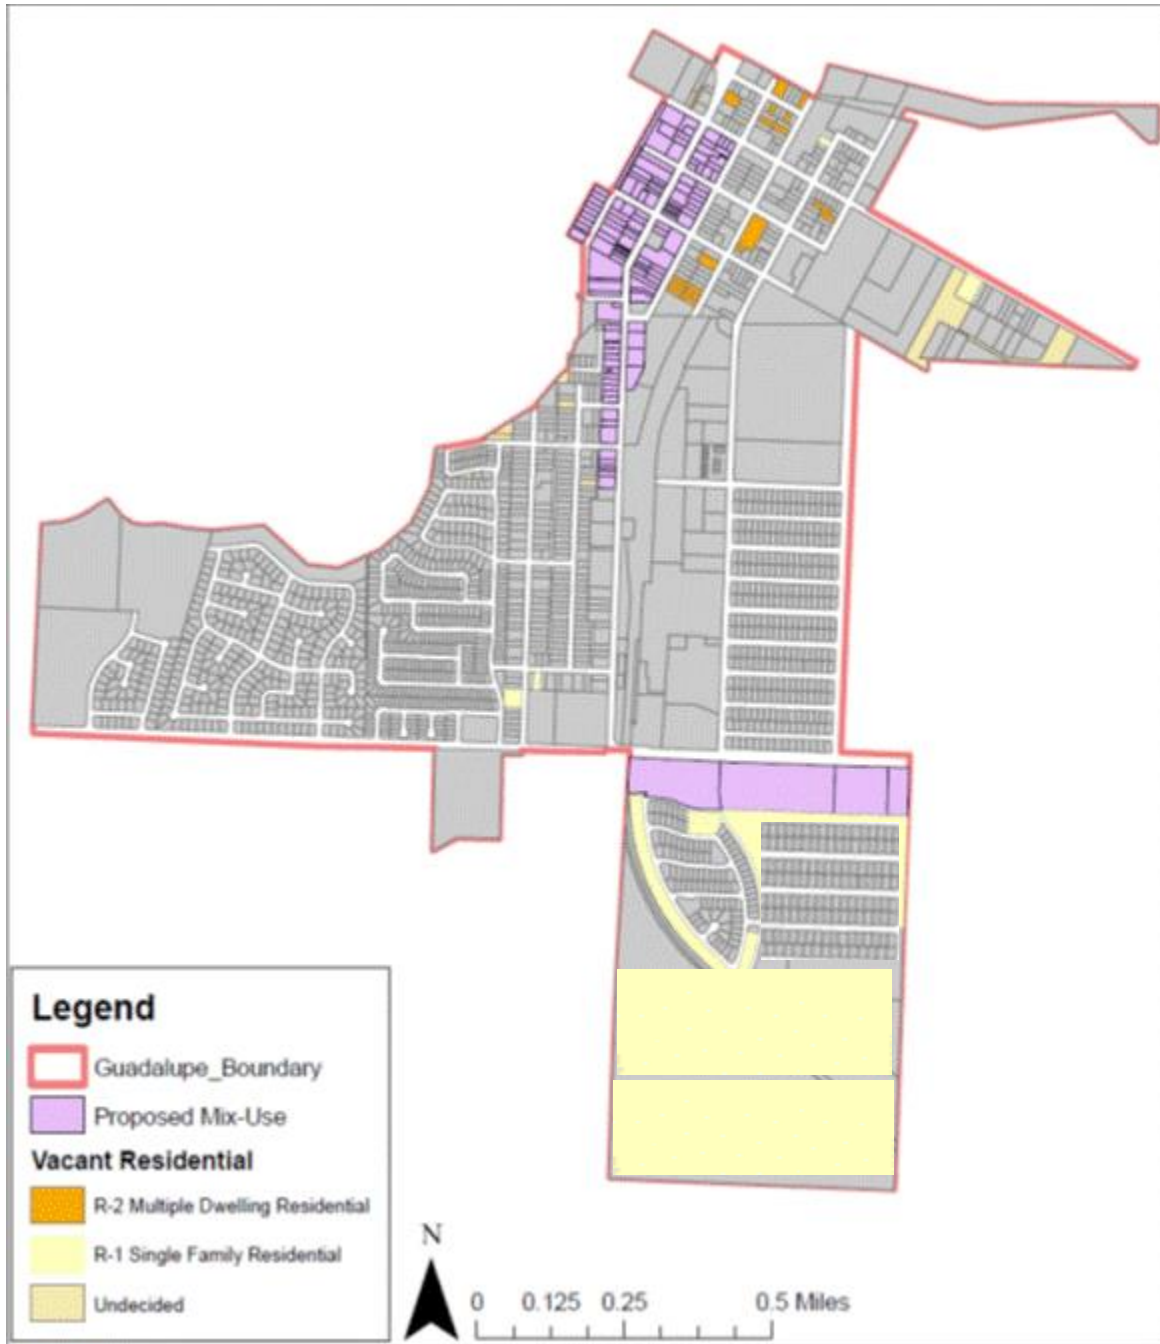 Legend
Guadalupe_Boundary
Proposed Mix-Use
Vacant Residential
R-2 Multiple Dwelling Residential
R-1 Single Family Residential
Undecided
N
0 0.125 0.25 0.5 Miles